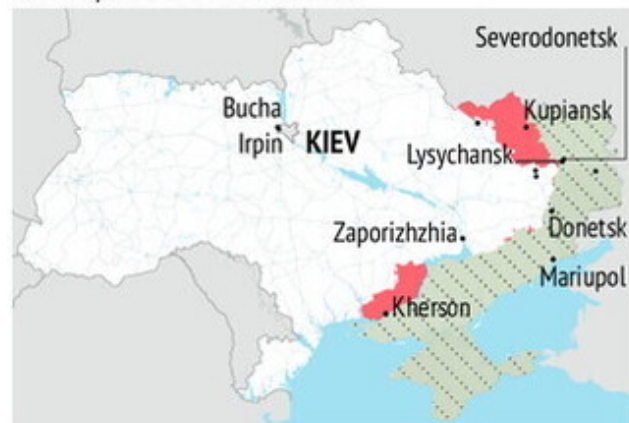 Severodonetsk
Bucha
Kupiansk
Irpin
KIEV
Lysychansk
Zaporizhzhia
Donetsk
Mariupol
Kherson